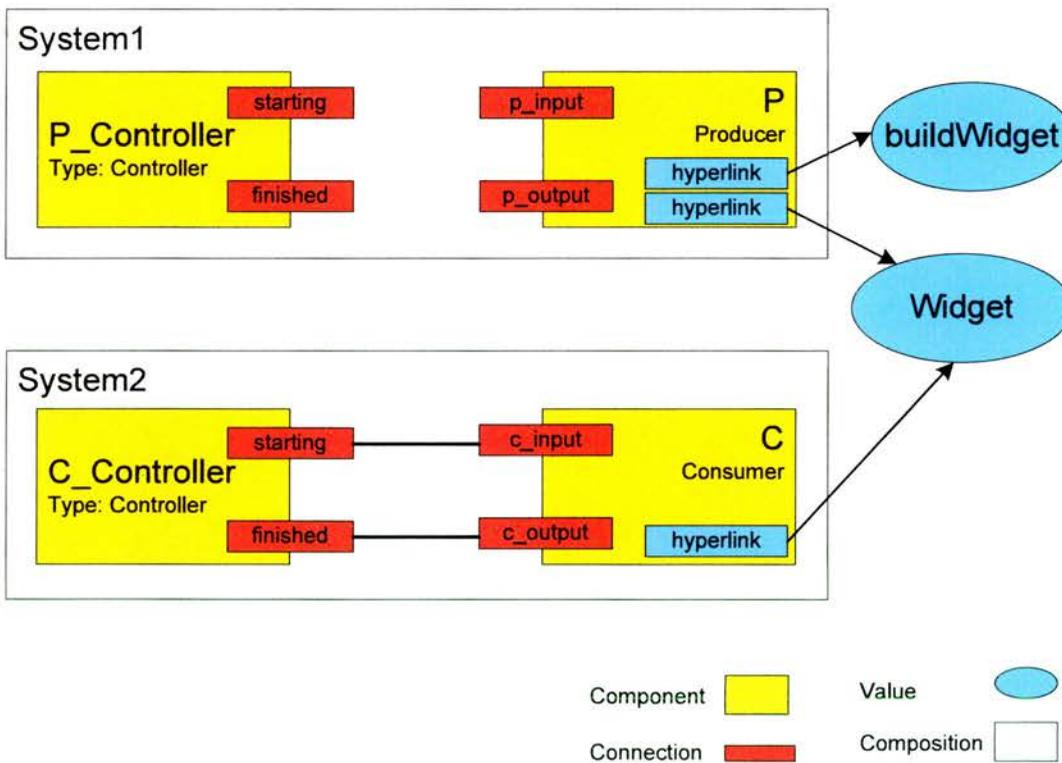 System1
P_Controller
Type: Controller
starting
finished
p_input
p_output
P
Producer
hyperlink
hyperlink
buildWidget
Widget
System2
C_Controller
Type: Controller
starting
finished
c_input
c_output
C
Consumer
hyperlink
Component
Value
Connection
Composition